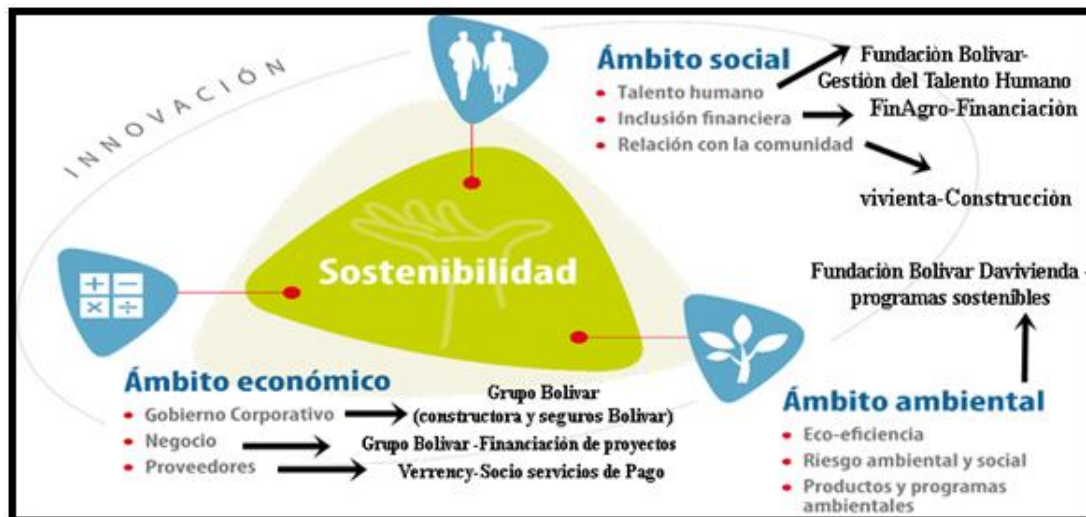 INNOVACIÓN
Ámbito social
• Talento humano
• Inclusión financiera
• Relación con la comunidad
Fundaciòn Bolivar-
Gestiòn del Talento Humano
FinAgro-Financiaciòn
vivienta-Construcciòn
Sostenibilidad
Fundaciòn Bolivar Davivienda -
programas sostenibles
Ámbito económico
• Gobierno Corporativo
• Negocio
• Proveedores
Grupo Bolivar
(constructora y seguros Bolivar)
Grupo Bolivar -Financiaciòn de proyectos
Verrency-Socio servicios de Pago
Ámbito ambiental
• Eco-eficiencia
• Riesgo ambiental y social
• Productos y programas
ambientales